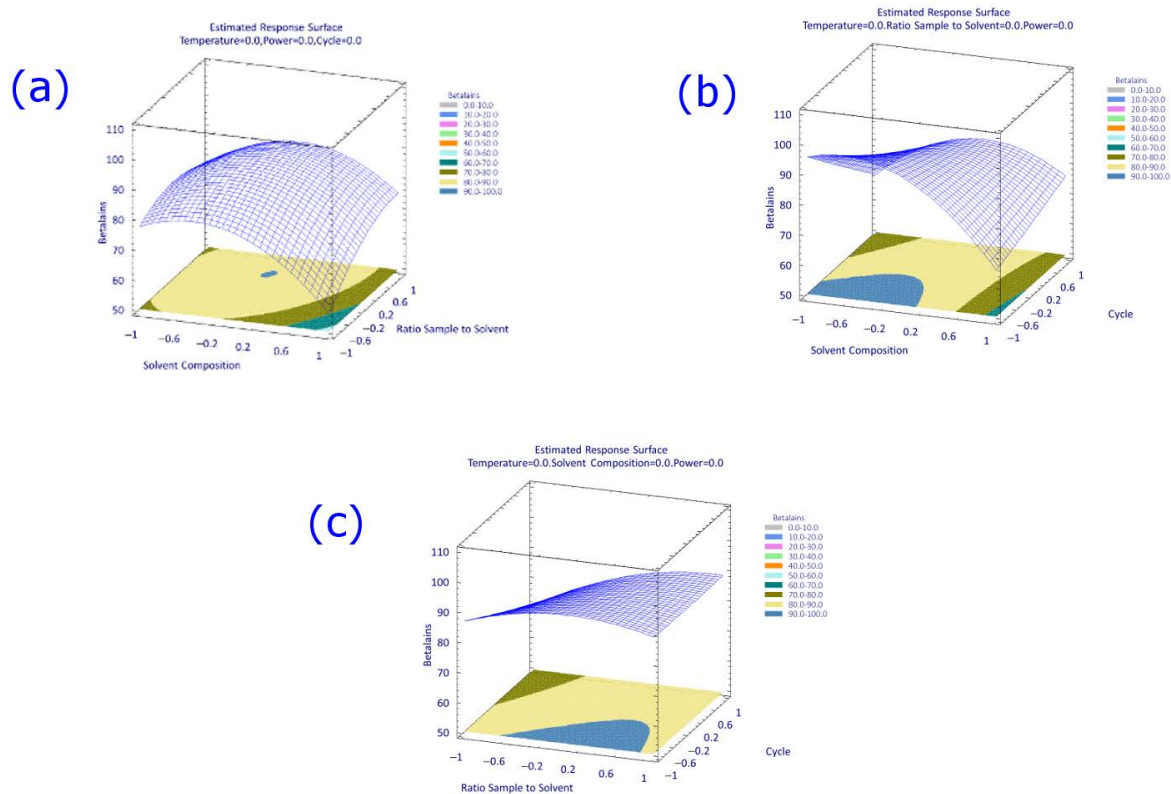 (a)
Estimated Response Surface
Temperature=0.0,Power=0.0,Cycle=0.0
Betalains
0.0-10.0
10.0-20.0
20.0-30.0
30.0-40.0
40.0-50.0
50.0-60.0
60.0-70.0
70.0-80.0
80.0-90.0
90.0-100.0
110
100
90
80
70
60
50
Betalains
−1 −0.6 −0.2 0.2 0.6 1
Solvent Composition
−1 −0.6 −0.2 0.2 0.6 1
Ratio Sample to Solvent
(b)
Estimated Response Surface
Temperature=0.0.Ratio Sample to Solvent=0.0.Power=0.0
Betalains
0.0-10.0
10.0-20.0
20.0-30.0
30.0-40.0
40.0-50.0
50.0-60.0
60.0-70.0
70.0-80.0
80.0-90.0
90.0-100.0
110
100
90
80
70
60
50
Betalains
−1 −0.6 −0.2 0.2 0.6 1
Solvent Composition
−1 −0.6 −0.2 0.2 0.6 1
Cycle
(c)
Estimated Response Surface
Temperature=0.0.Solvent Composition=0.0.Power=0.0
Betalains
0.0-10.0
10.0-20.0
20.0-30.0
30.0-40.0
40.0-50.0
50.0-60.0
60.0-70.0
70.0-80.0
80.0-90.0
90.0-100.0
110
100
90
80
70
60
50
Betalains
−1 −0.6 −0.2 0.2 0.6 1
Ratio Sample to Solvent
−1 −0.6 −0.2 0.2 0.6 1
Cycle